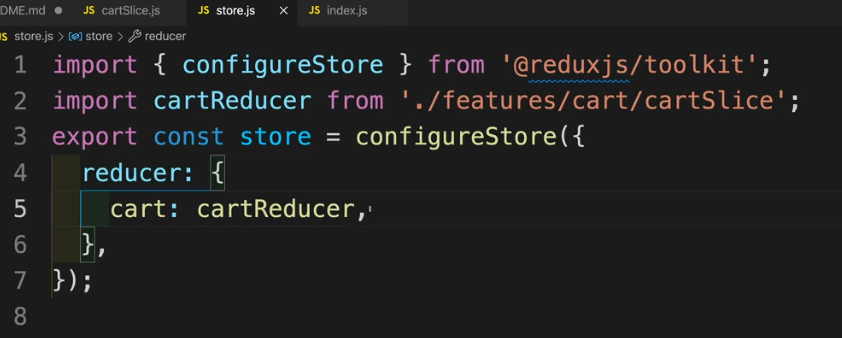 DME.md
JS cartSlice.js
JS store.js
JS index.js
JS store.js > store > reducer
1 import { configureStore } from '@reduxjs/toolkit';
2 import cartReducer from './features/cart/cartSlice';
3 export const store = configureStore({
4 reducer: {
5 cart: cartReducer,
6 },
7 });
8